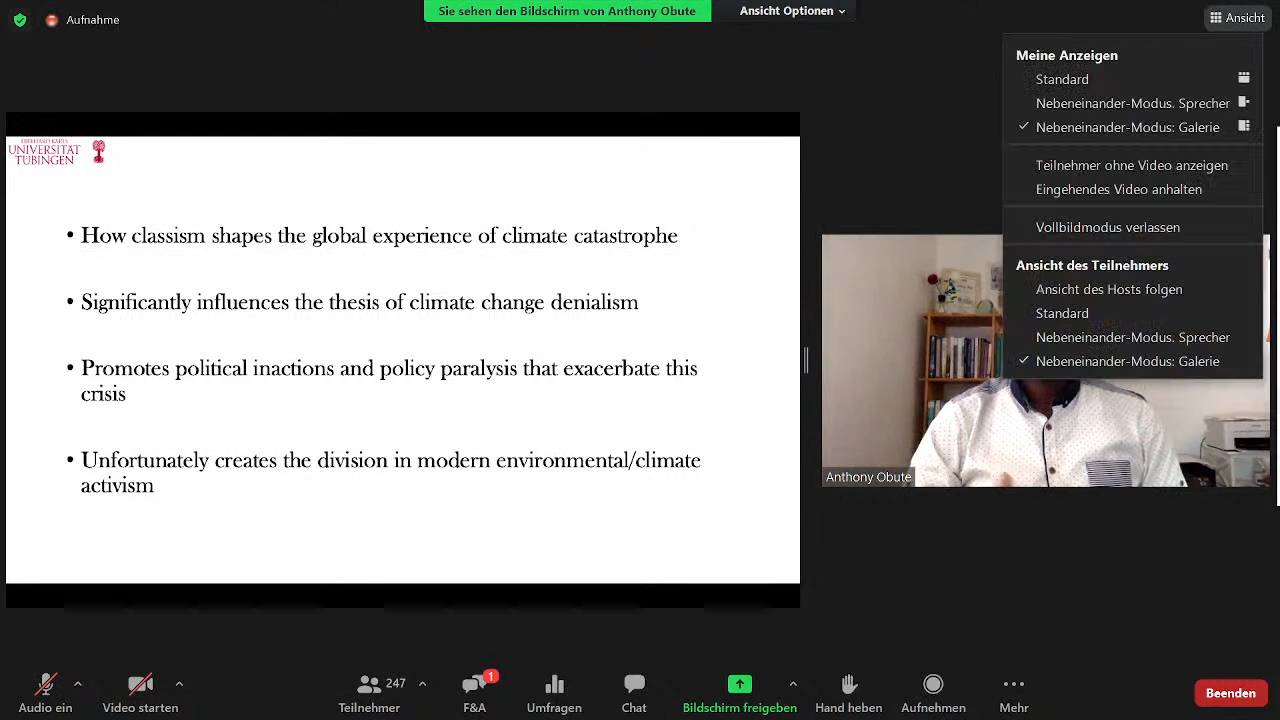 Aufnahme
Sie sehen den Bildschirm von Anthony Obute
Ansicht Optionen
Ansicht
Meine Anzeigen
Standard
Nebeneinander-Modus. Sprecher
Nebeneinander-Modus: Galerie
Teilnehmer ohne Video anzeigen
Eingehendes Video anhalten
Vollbildmodus verlassen
Ansicht des Teilnehmers
Ansicht des Hosts folgen
Standard
Nebeneinander-Modus. Sprecher
Nebeneinander-Modus: Galerie
EBERHARD KARLS
UNIVERSITÄT
TÜBINGEN
• How classism shapes the global experience of climate catastrophe
• Significantly influences the thesis of climate change denialism
• Promotes political inactions and policy paralysis that exacerbate this
crisis
• Unfortunately creates the division in modern environmental/climate
activism
Anthony Obute
Audio ein
Video starten
247
Teilnehmer
1
F&A
Umfragen
Chat
Bildschirm freigeben
Hand heben
Aufnehmen
Mehr
Beenden